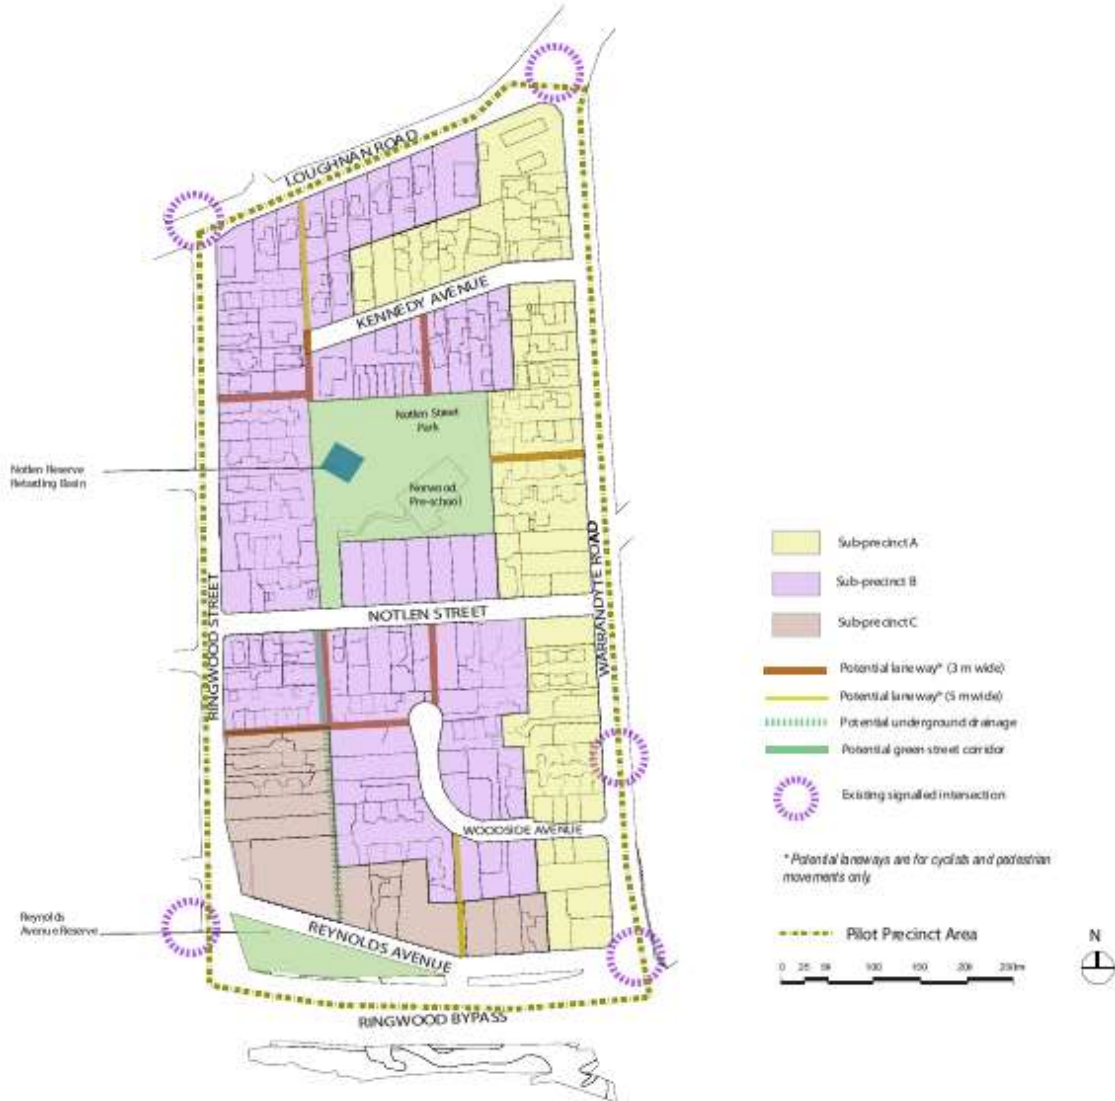 LOUGHNAN ROAD
KENNEDY AVENUE
Notlen Street
Park
Notlen Reserve
Retarding Basin
Norwood
Pre-school
RINGWOOD STREET
NOTLEN STREET
WARRANDYTE ROAD
WOODSIDE AVENUE
Reynolds
Avenue Reserve
REYNOLDS AVENUE
RINGWOOD BYPASS
Sub-precinct A
Sub-precinct B
Sub-precinct C
Potential laneway* (3 m wide)
Potential laneway* (5 m wide)
Potential underground drainage
Potential green street corridor
Existing signalled intersection
* Potential laneways are for cyclists and pedestrian
movements only.
Pilot Precinct Area
N
0 25 50 100 150 200 250m